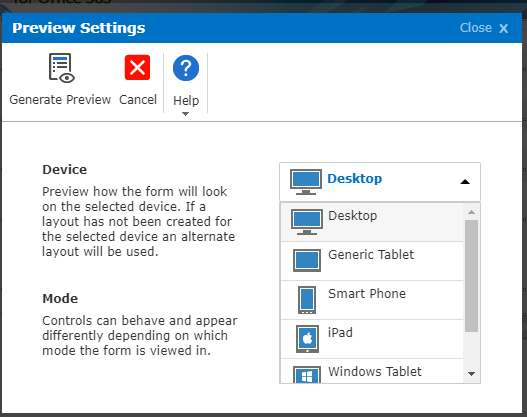 for Office 365
Preview Settings
Close X
Generate Preview
Cancel
Help
Device
Preview how the form will look
on the selected device. If a
layout has not been created for
the selected device an alternate
layout will be used.
Desktop
Desktop
Generic Tablet
Smart Phone
iPad
Windows Tablet
Mode
Controls can behave and appear
differently depending on which
mode the form is viewed in.